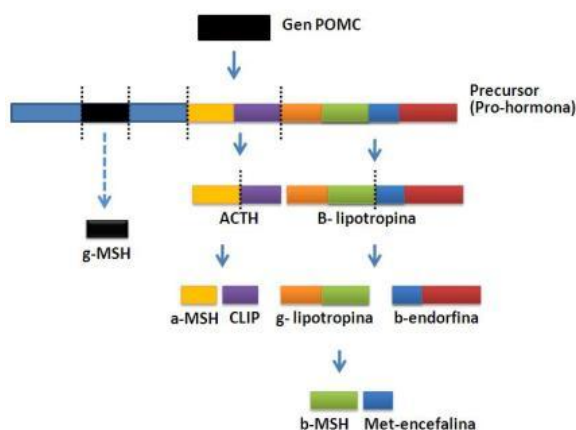 Gen POMC
Precursor
(Pro-hormona)
ACTH
B- lipotropina
g-MSH
a-MSH
CLIP
g- lipotropina
b-endorfina
b-MSH
Met-encefalina